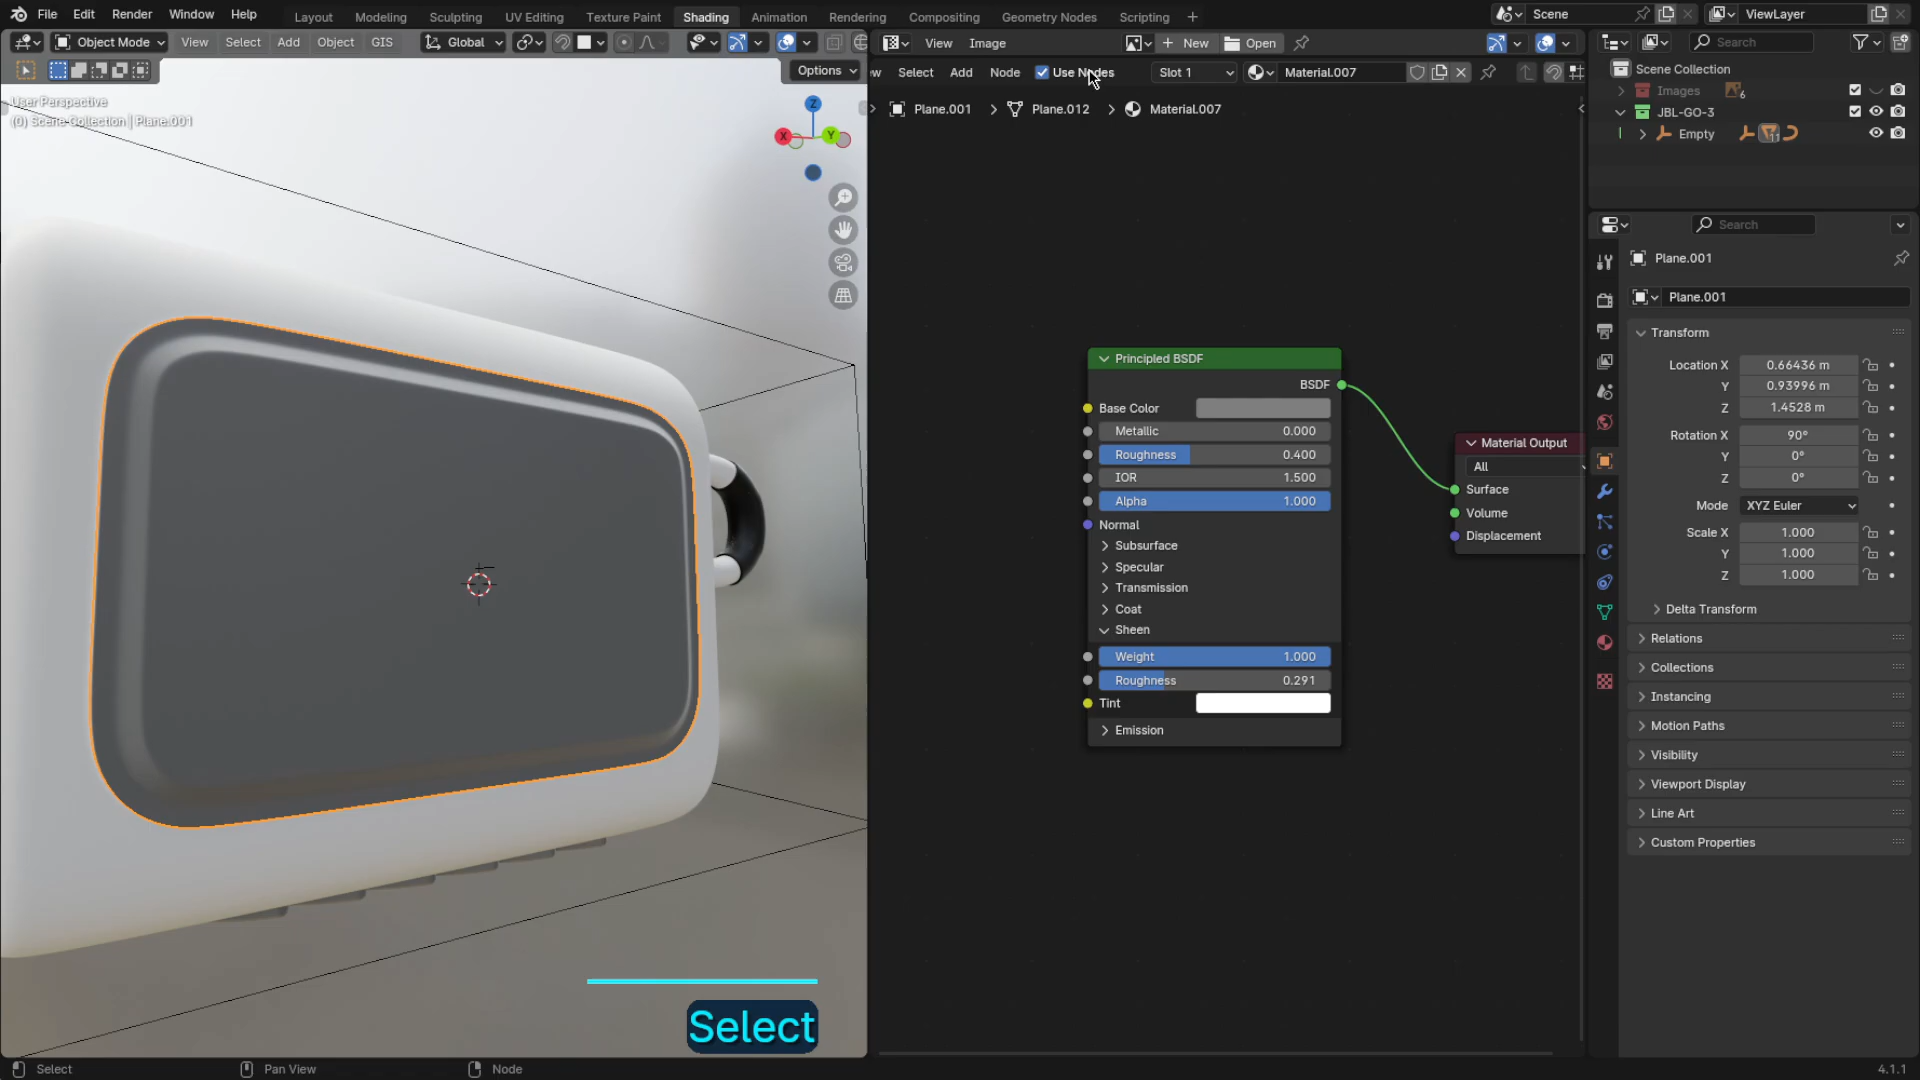 File Edit Render Window Help Layout Modeling Sculpting UV Editing Texture Paint Shading Animation Rendering Compositing Geometry Nodes Scripting Scene ViewLayer
Object Mode View Select Add Object GIS Global View Image New Open Search
Options
ew Select Add Node Use Nodes Slot 1 Material.007
Scene Collection
Images 6
JBL-GO-3
Empty 11
User Perspective
(0) Scene Collection | Plane.001
Z
X
Y
Plane.001 Plane.012 Material.007
Search
Plane.001
Plane.001
Transform
Location X 0.66436 m
Y 0.93996 m
Z 1.4528 m
Rotation X 90°
Y 0°
Z 0°
Mode XYZ Euler
Scale X 1.000
Y 1.000
Z 1.000
Delta Transform
Relations
Collections
Instancing
Motion Paths
Visibility
Viewport Display
Line Art
Custom Properties
Principled BSDF
BSDF
Base Color
Metallic 0.000
Roughness 0.400
IOR 1.500
Alpha 1.000
Normal
Subsurface
Specular
Transmission
Coat
Sheen
Weight 1.000
Roughness 0.291
Tint
Emission
Material Output
All
Surface
Volume
Displacement
Select
Select Pan View Node 4.1.1